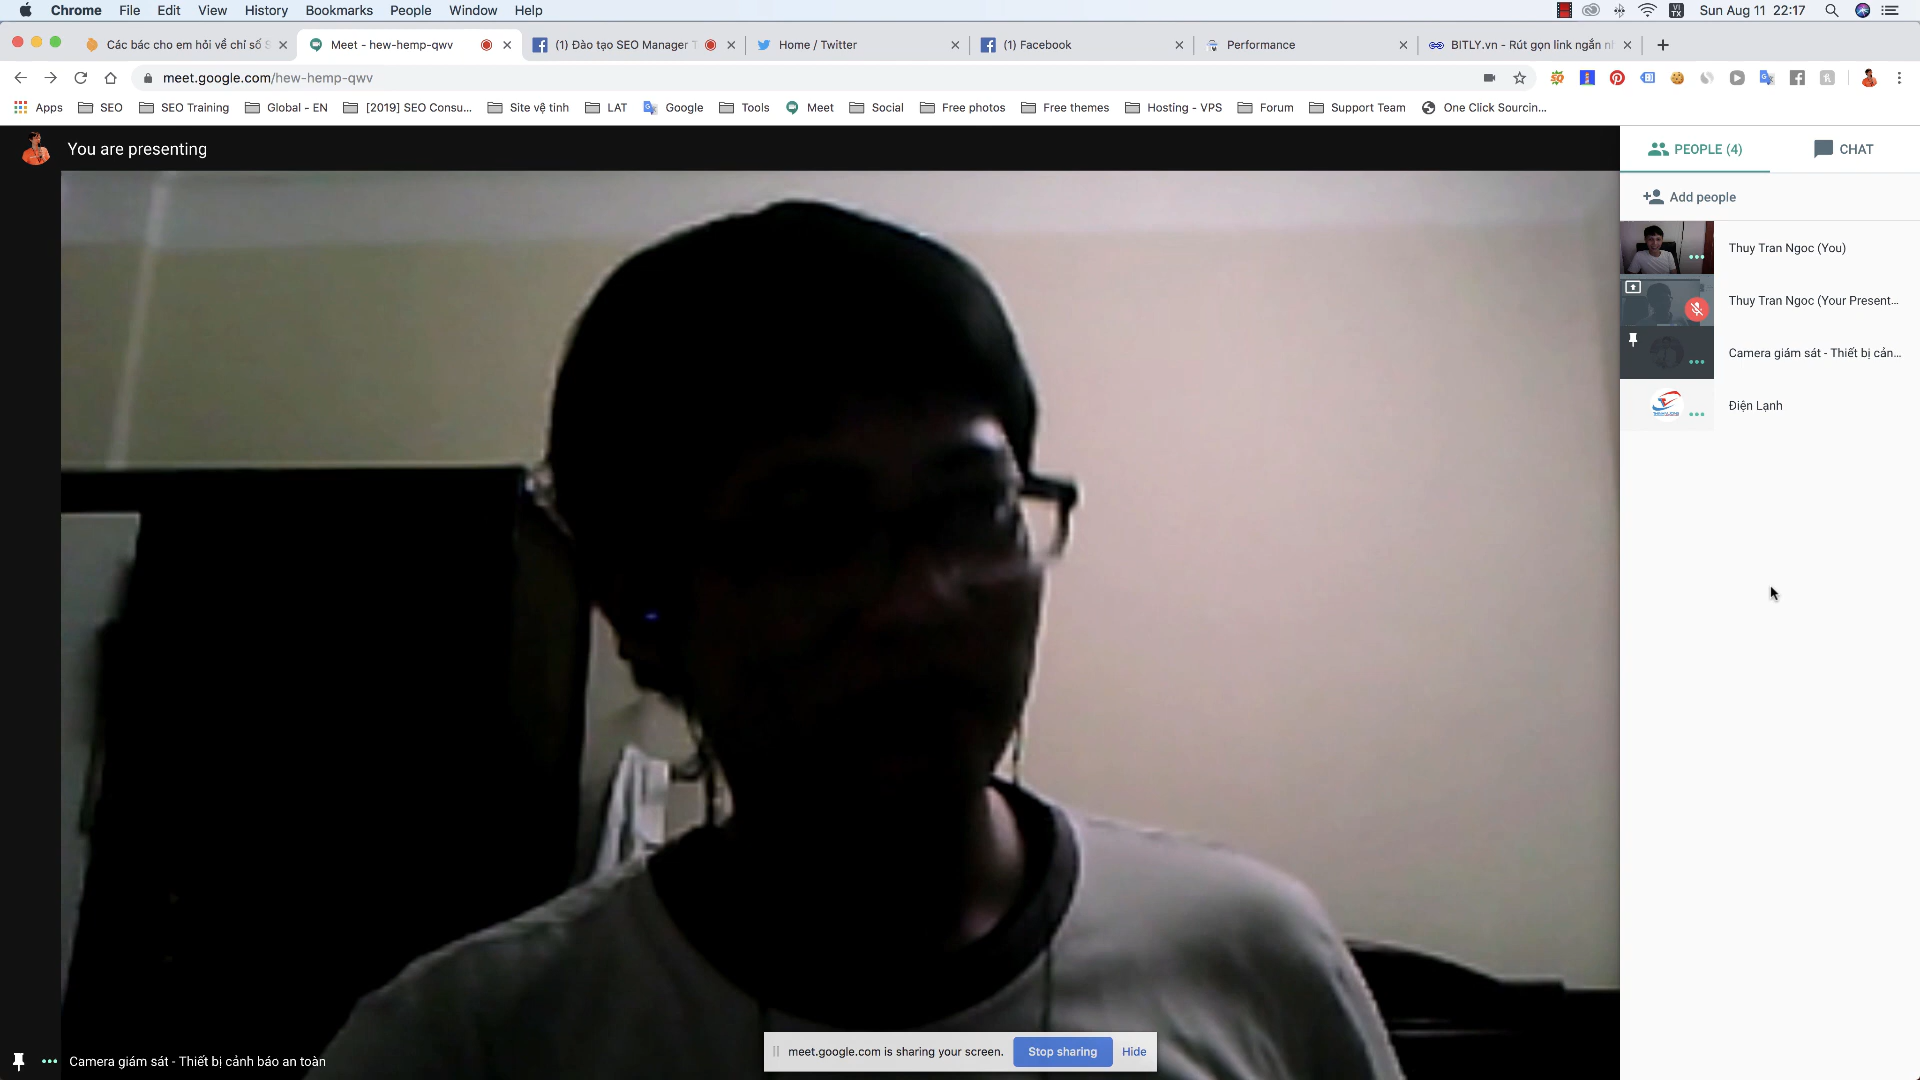 Chrome File Edit View History Bookmarks People Window Help Sun Aug 11 22:17
Các bác cho em hỏi về chỉ số S
Meet - hew-hemp-qwv
(1) Đào tạo SEO Manager T
Home / Twitter
(1) Facebook
Performance
BITLY.vn - Rút gọn link ngắn nh
meet.google.com/hew-hemp-qwv
Apps SEO SEO Training Global - EN [2019] SEO Consu... Site vệ tinh LAT Google Tools Meet Social Free photos Free themes Hosting - VPS Forum Support Team One Click Sourcin...
You are presenting
PEOPLE (4) CHAT
Add people
Thuy Tran Ngoc (You)
Thuy Tran Ngoc (Your Present...
Camera giám sát - Thiết bị cản...
Điện Lạnh
meet.google.com is sharing your screen. Stop sharing Hide
Camera giám sát - Thiết bị cảnh báo an toàn